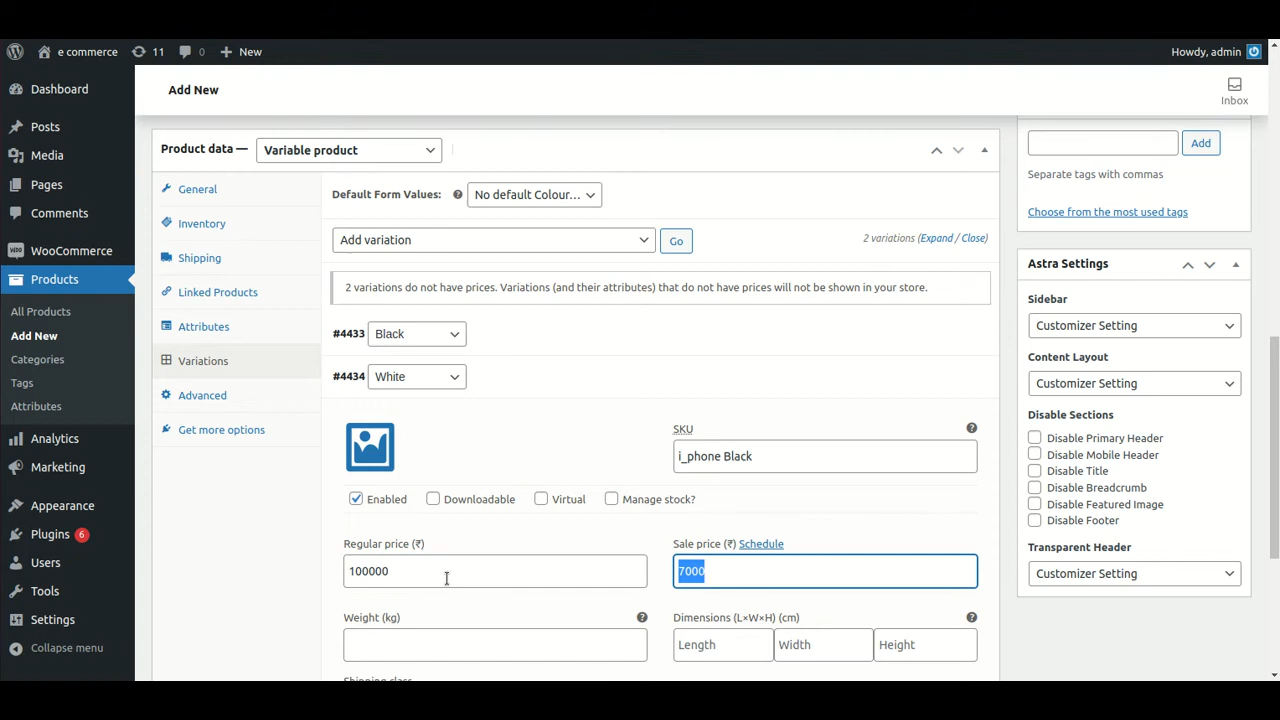 e commerce 11 0 New Howdy, admin
Dashboard
Posts
Media
Pages
Comments
WooCommerce
Products
All Products
Add New
Categories
Tags
Attributes
Analytics
Marketing
Appearance
Plugins 6
Users
Tools
Settings
Collapse menu
Add New
Inbox
Product data — Variable product
General
Inventory
Shipping
Linked Products
Attributes
Variations
Advanced
Get more options
Default Form Values: No default Colour...
Add variation Go 2 variations (Expand / Close)
2 variations do not have prices. Variations (and their attributes) that do not have prices will not be shown in your store.
#4433 Black
#4434 White
SKU
i_phone Black
Enabled Downloadable Virtual Manage stock?
Regular price (₹) Sale price (₹) Schedule
100000 7000
Weight (kg) Dimensions (L×W×H) (cm)
Length Width Height
Shipping class
Add
Separate tags with commas
Choose from the most used tags
Astra Settings
Sidebar
Customizer Setting
Content Layout
Customizer Setting
Disable Sections
Disable Primary Header
Disable Mobile Header
Disable Title
Disable Breadcrumb
Disable Featured Image
Disable Footer
Transparent Header
Customizer Setting